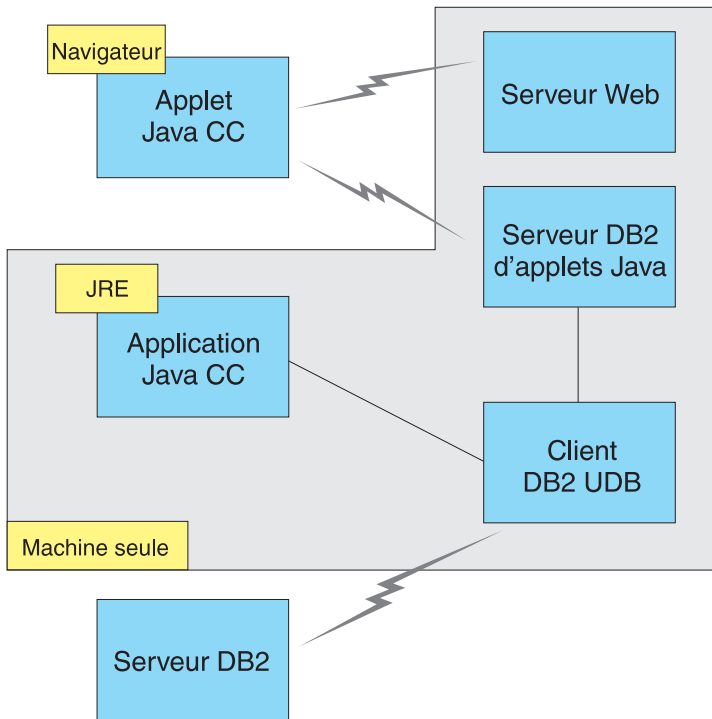 Navigateur
Applet
Java CC
Serveur Web
Serveur DB2
d'applets Java
JRE
Application
Java CC
Client
DB2 UDB
Machine seule
Serveur DB2